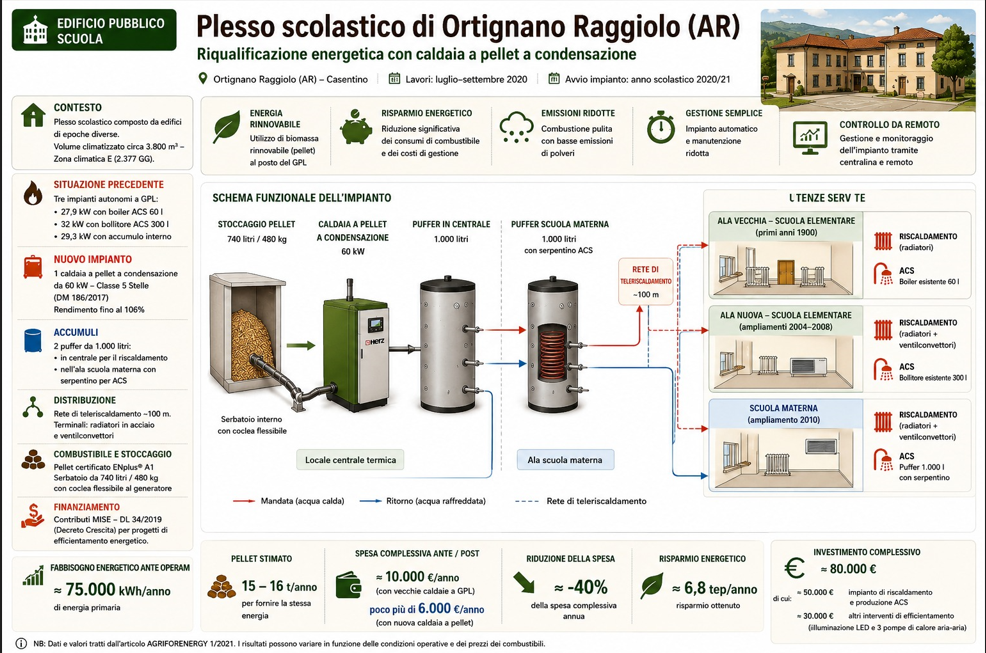 EDIFICIO PUBBLICO
SCUOLA
Plesso scolastico di Ortignano Raggiolo (AR)
Riqualificazione energetica con caldaia a pellet a condensazione
Ortignano Raggiolo (AR) – Casentino
Lavori: luglio–settembre 2020
Avvio impianto: anno scolastico 2020/21
CONTESTO
Plesso scolastico composto da edifici
di epoche diverse.
Volume climatizzato circa 3.800 m³ –
Zona climatica E (2.377 GG).
SITUAZIONE PRECEDENTE
Tre impianti autonomi a GPL:
• 27,9 kW con boiler ACS 60 l
• 32 kW con bollitore ACS 300 l
• 29,3 kW con accumulo interno
NUOVO IMPIANTO
1 caldaia a pellet a condensazione
da 60 kW – Classe 5 Stelle
(DM 186/2017)
Rendimento fino al 106%
ACCUMULI
2 puffer da 1.000 litri:
• in centrale per il riscaldamento
• nell'ala scuola materna con
serpentino per ACS
DISTRIBUZIONE
Rete di teleriscaldamento ~100 m.
Terminali: radiatori in acciaio
e ventilconvettori
COMBUSTIBILE E STOCCAGGIO
Pellet certificato ENplus® A1
Serbatoio da 740 litri / 480 kg
con coclea flessibile al generatore
FINANZIAMENTO
Contributi MISE – DL 34/2019
(Decreto Crescita) per progetti di
efficientamento energetico.
ENERGIA
RINNOVABILE
Utilizzo di biomassa
rinnovabile (pellet)
al posto del GPL
RISPARMIO ENERGETICO
Riduzione significativa
dei consumi di combustibile
e dei costi di gestione
EMISSIONI RIDOTTE
Combustione pulita
con basse emissioni
di polveri
GESTIONE SEMPLICE
Impianto automatico
e manutenzione
ridotta
CONTROLLO DA REMOTO
Gestione e monitoraggio
dell'impianto tramite
centralina e remoto
SCHEMA FUNZIONALE DELL'IMPIANTO
STOCCAGGIO PELLET
740 litri / 480 kg
CALDAIA A PELLET
A CONDENSAZIONE
60 kW
PUFFER IN CENTRALE
1.000 litri
PUFFER SCUOLA MATERNA
1.000 litri
con serpentino ACS
HERZ
Serbatoio interno
con coclea flessibile
RETE DI
TELERISCALDAMENTO
~100 m
Locale centrale termica
Ala scuola materna
Mandata (acqua calda)
Ritorno (acqua raffreddata)
Rete di teleriscaldamento
UTENZE SERV TE
ALA VECCHIA – SCUOLA ELEMENTARE
(primi anni 1900)
RISCALDAMENTO
(radiatori)
ACS
Boiler esistente 60 l
ALA NUOVA – SCUOLA ELEMENTARE
(ampliamenti 2004–2008)
RISCALDAMENTO
(radiatori +
ventilconvettori)
ACS
Bollitore esistente 300 l
SCUOLA MATERNA
(ampliamento 2010)
RISCALDAMENTO
(radiatori +
ventilconvettori)
ACS
Puffer 1.000 l
con serpentino
FABBISOGNO ENERGETICO ANTE OPERAM
≈ 75.000 kWh/anno
di energia primaria
PELLET STIMATO
15 – 16 t/anno
per fornire la stessa
energia
SPESA COMPLESSIVA ANTE / POST
≈ 10.000 €/anno
(con vecchie caldaie a GPL)
poco più di 6.000 €/anno
(con nuova caldaia a pellet)
RIDUZIONE DELLA SPESA
≈ -40%
della spesa complessiva
annua
RISPARMIO ENERGETICO
≈ 6,8 tep/anno
risparmio ottenuto
INVESTIMENTO COMPLESSIVO
≈ 80.000 €
di cui:
≈ 50.000 € impianto di riscaldamento
e produzione ACS
≈ 30.000 € altri interventi di efficientamento
(illuminazione LED e 3 pompe di calore aria-aria)
NB: Dati e valori tratti dall'articolo AGRIFORENERGY 1/2021. I risultati possono variare in funzione delle condizioni operative e dei prezzi dei combustibili.